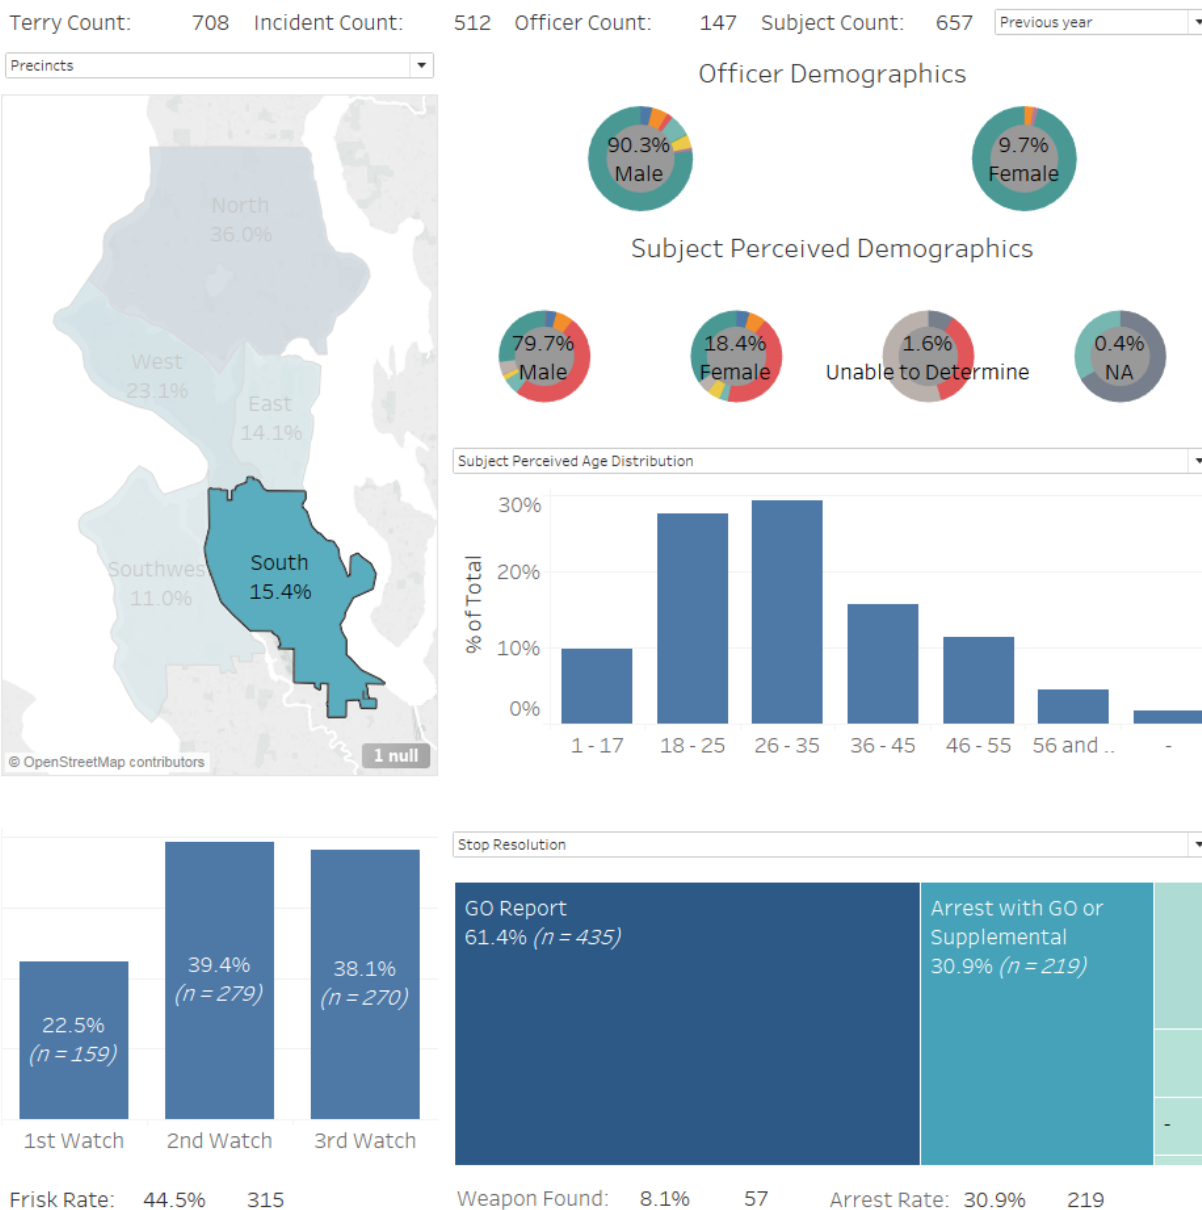 Terry Count: 708 Incident Count: 512 Officer Count: 147 Subject Count: 657 Previous year
Precincts
Officer Demographics
90.3%
Male
9.7%
Female
Subject Perceived Demographics
79.7%
Male
18.4%
Female
1.6%
Unable to Determine
0.4%
NA
North
36.0%
West
23.1%
East
14.1%
Southwes
11.0%
South
15.4%
© OpenStreetMap contributors
1 null
Subject Perceived Age Distribution
% of Total
30%
20%
10%
0%
1 - 17 18 - 25 26 - 35 36 - 45 46 - 55 56 and .. -
22.5%
(n = 159)
39.4%
(n = 279)
38.1%
(n = 270)
1st Watch 2nd Watch 3rd Watch
Stop Resolution
GO Report
61.4% (n = 435)
Arrest with GO or
Supplemental
30.9% (n = 219)
-
Frisk Rate: 44.5% 315 Weapon Found: 8.1% 57 Arrest Rate: 30.9% 219